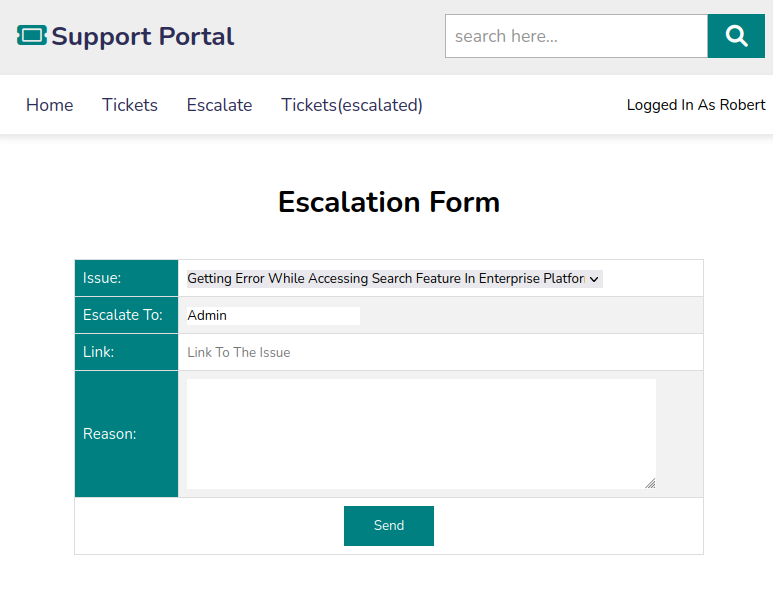 Support Portal
search here...
Home Tickets Escalate Tickets(escalated) Logged In As Robert
Escalation Form
Issue: Getting Error While Accessing Search Feature In Enterprise
Escalate To: Admin
Link: Link To The Issue
Reason:
Send